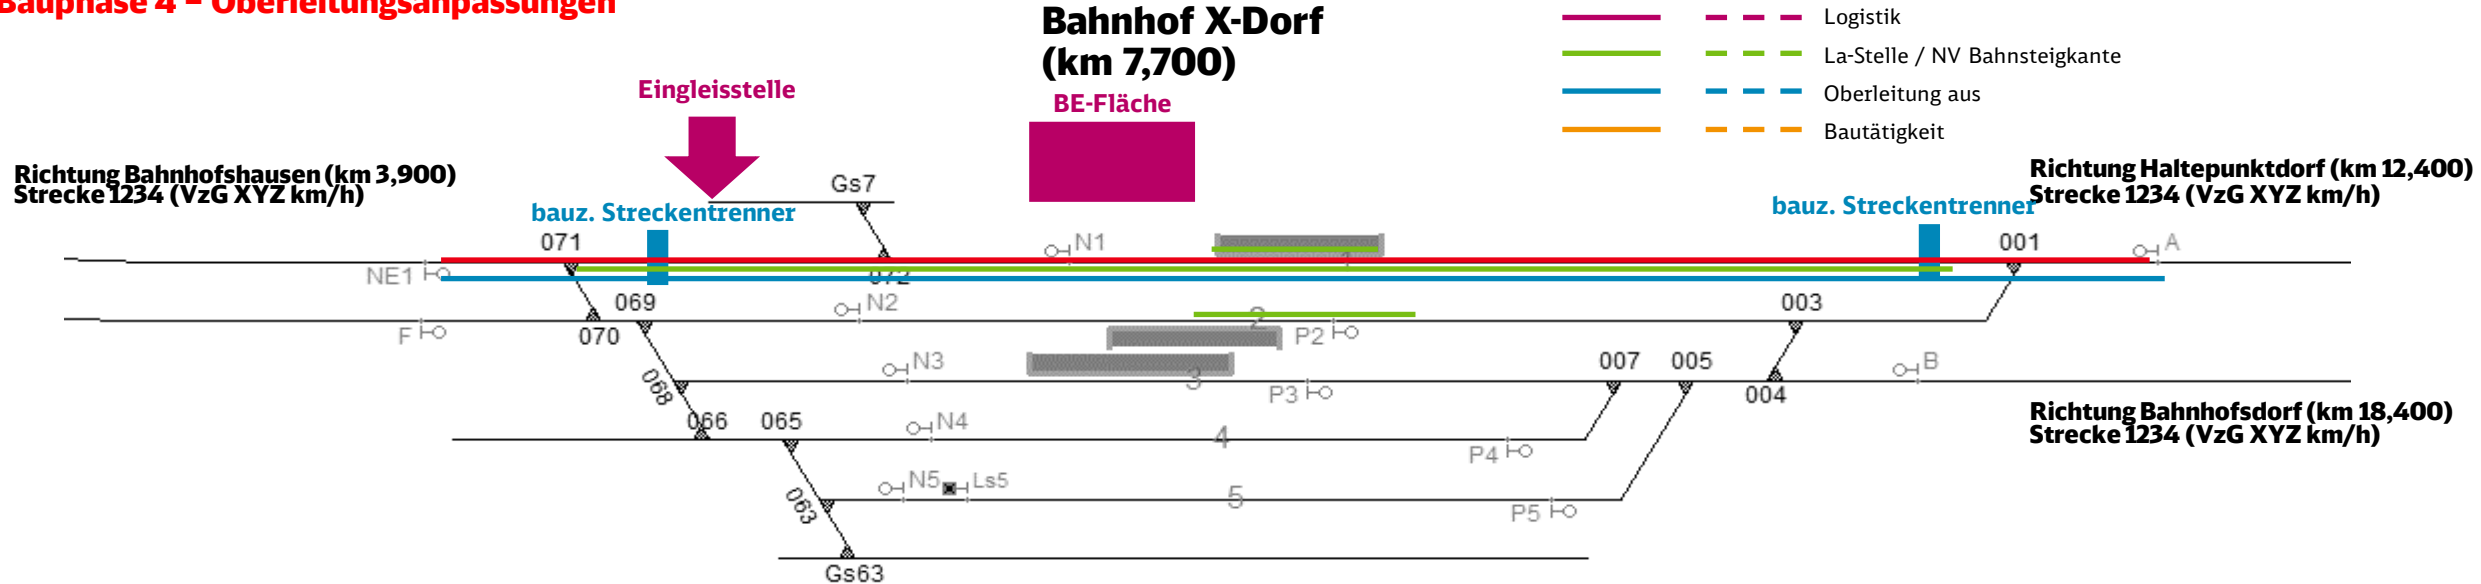 Bauphase 4 – Oberleitungsanpassungen
Bahnhof X-Dorf
(km 7,700)
Logistik
La-Stelle / NV Bahnsteigkante
Oberleitung aus
Bautätigkeit
Eingleisstelle
BE-Fläche
Richtung Bahnhofshausen (km 3,900)
Strecke 1234 (VzG XYZ km/h)
Richtung Haltepunktdorf (km 12,400)
Strecke 1234 (VzG XYZ km/h)
Gs7
bauz. Streckentrenner
bauz. Streckentrenner
071
N1
001
A
NE1
072
1
069
N2
003
F
070
2
P2
N3
007
005
B
068
3
P3
004
066
065
N4
4
P4
Richtung Bahnhofsdorf (km 18,400)
Strecke 1234 (VzG XYZ km/h)
N5
Ls5
063
5
P5
Gs63